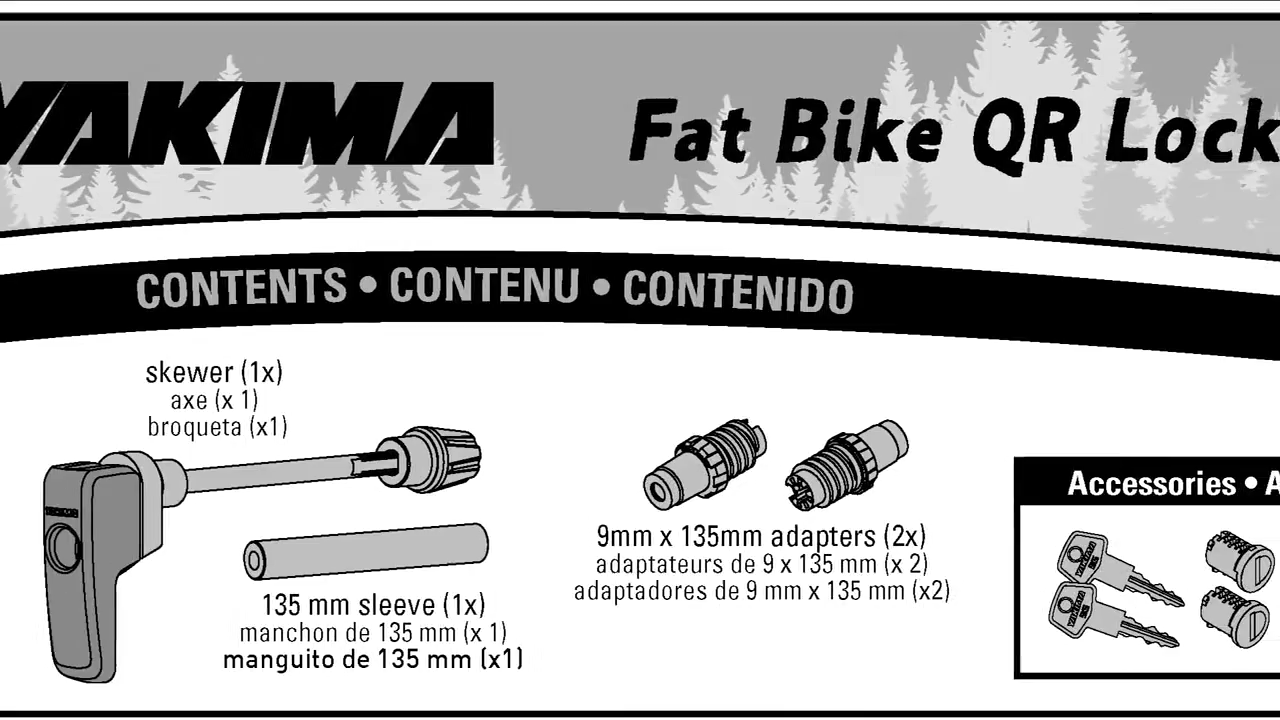 YAKIMA
Fat Bike QR Lock
CONTENTS • CONTENU • CONTENIDO
skewer (1x)
axe (x 1)
broqueta (x1)
135 mm sleeve (1x)
manchon de 135 mm (x 1)
manguito de 135 mm (x1)
9mm x 135mm adapters (2x)
adaptateurs de 9 x 135 mm (x 2)
adaptadores de 9 mm x 135 mm (x2)
Accessories • A